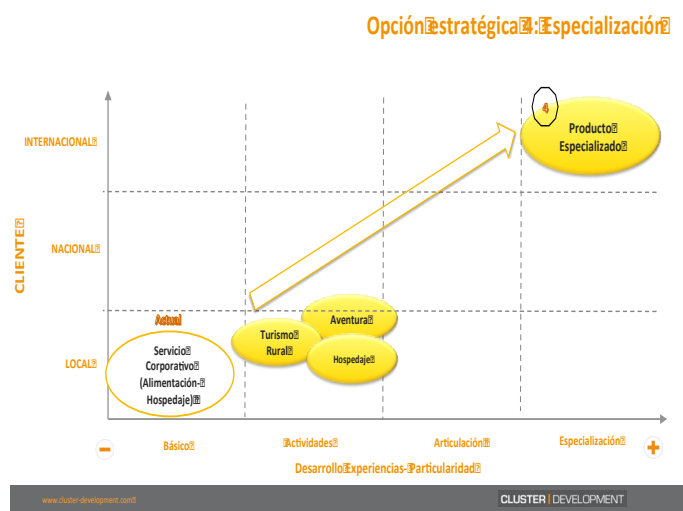 Opción estratégica 4: Especialización
4
Producto
Especializado
INTERNACIONAL
CLIENTE
NACIONAL
Actual
Aventura
Turismo
Rural
Servicio
Corporativo
(Alimentación-
Hospedaje)
Hospedaje
LOCAL
Básico
Actividades
Articulación
Especialización
Desarrollo Experiencias- Particularidad
www.cluster-development.com
CLUSTER | DEVELOPMENT